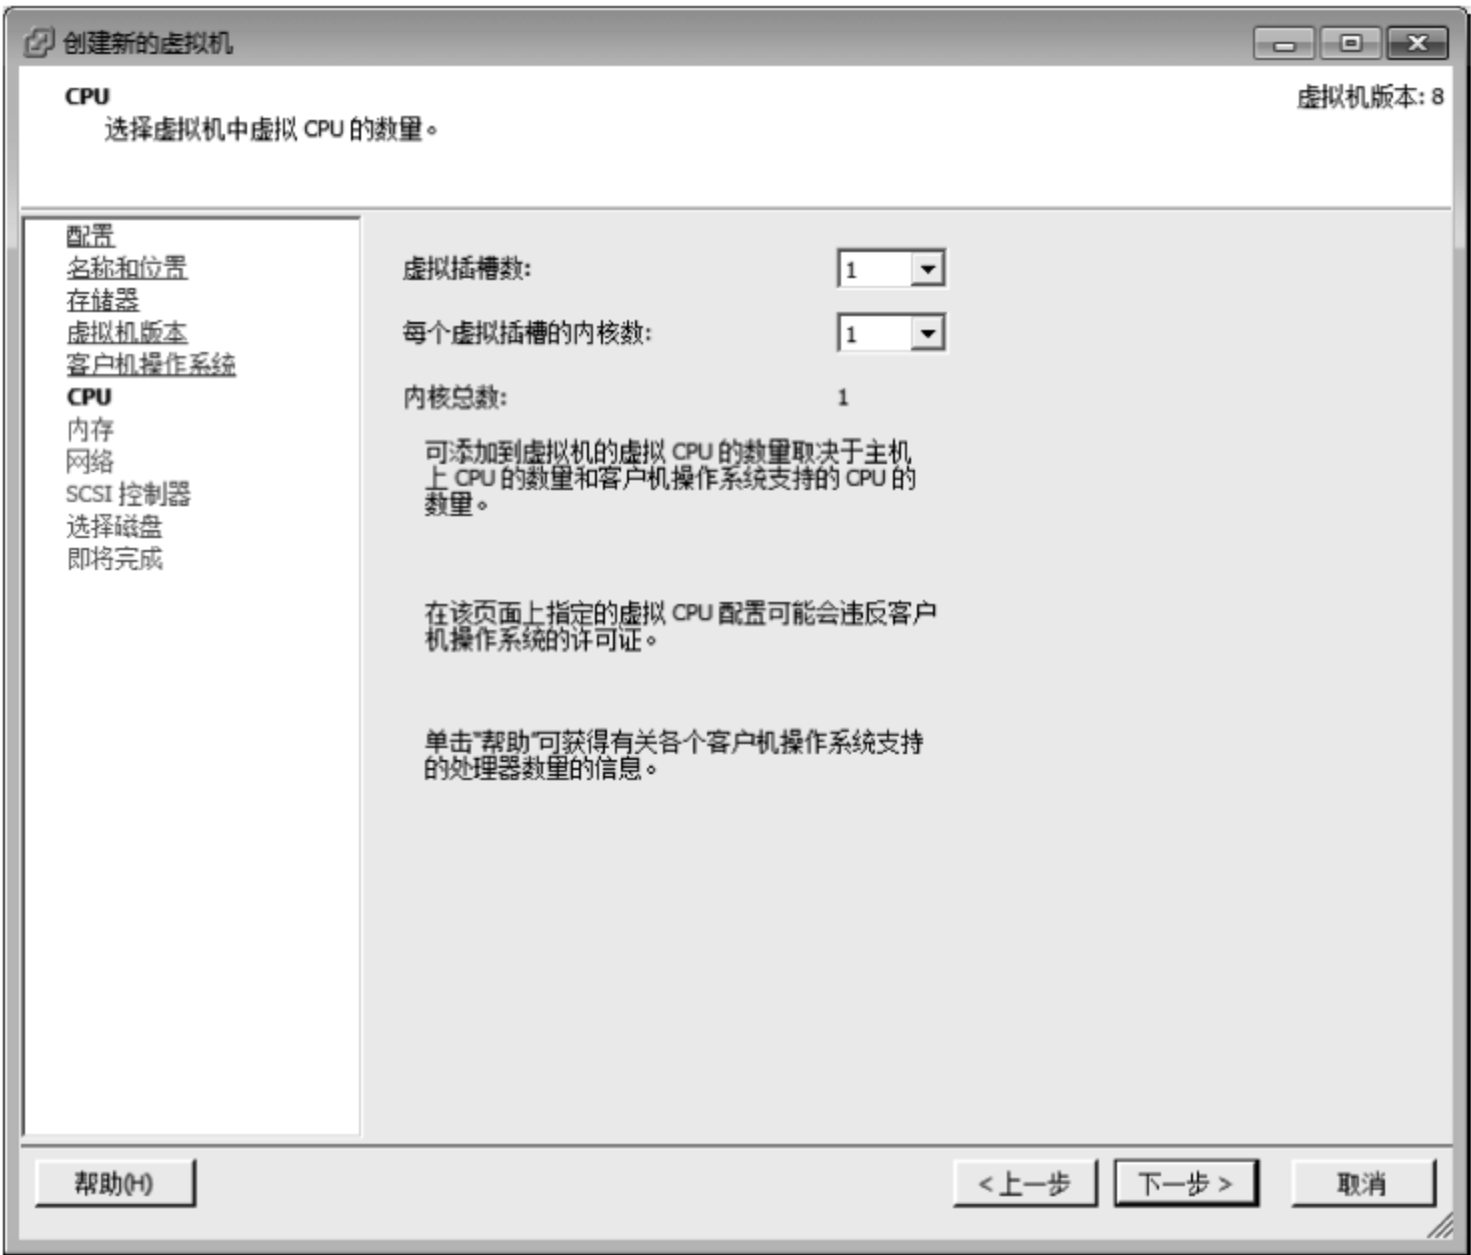 创建新的虚拟机
CPU
虚拟机版本: 8
选择虚拟机中虚拟 CPU 的数量。
配置
名称和位置
存储器
虚拟机版本
客户机操作系统
CPU
内存
网络
SCSI 控制器
选择磁盘
即将完成
虚拟插槽数:
1
每个虚拟插槽的内核数:
1
内核总数:
1
可添加到虚拟机的虚拟 CPU 的数量取决于主机
上 CPU 的数量和客户机操作系统支持的 CPU 的
数量。
在该页面上指定的虚拟 CPU 配置可能会违反客户
机操作系统的许可证。
单击"帮助"可获得有关各个客户机操作系统支持
的处理器数量的信息。
帮助(H)
< 上一步
下一步 >
取消